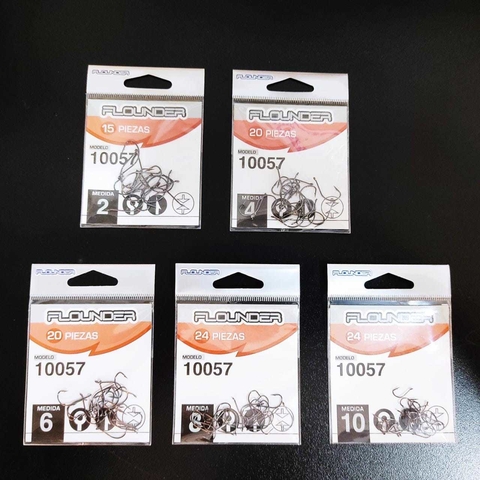 FLOUNDER
FLOUNDER
15 PIEZAS
MODELO
10057
MEDIDA
2
FLOUNDER
FLOUNDER
20 PIEZAS
MODELO
10057
MEDIDA
4
FLOUNDER
FLOUNDER
20 PIEZAS
MODELO
10057
MEDIDA
6
FLOUNDER
FLOUNDER
24 PIEZAS
MODELO
10057
MEDIDA
8
FLOUNDER
FLOUNDER
24 PIEZAS
MODELO
10057
MEDIDA
10